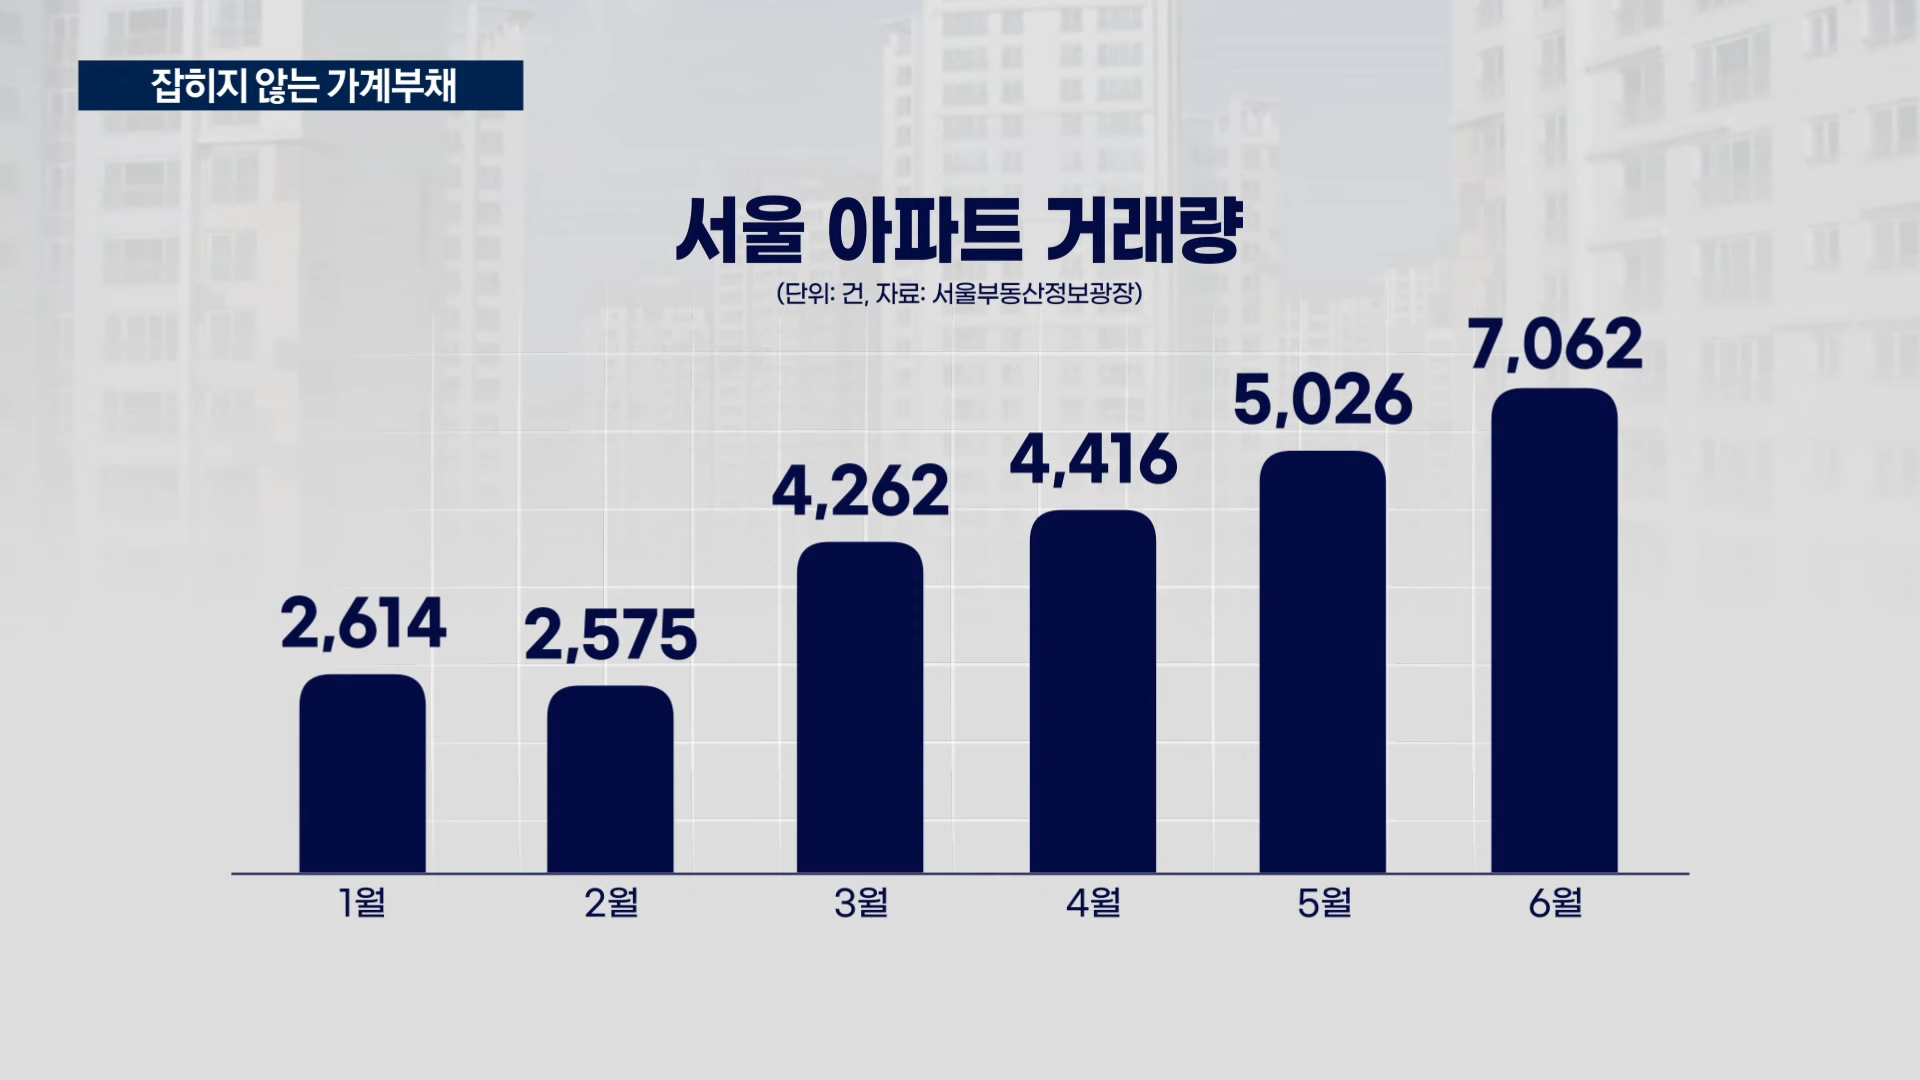 잡히지 않는 가계부채
서울 아파트 거래량
(단위: 건, 자료: 서울부동산정보광장)
2,614
2,575
4,262
4,416
5,026
7,062
1월
2월
3월
4월
5월
6월